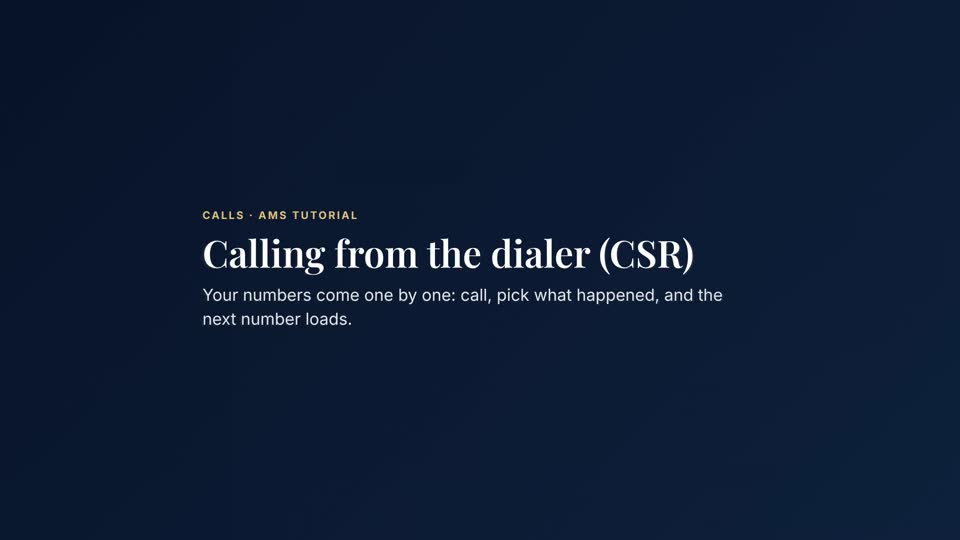 CALLS · AMS TUTORIAL
Calling from the dialer (CSR)
Your numbers come one by one: call, pick what happened, and the
next number loads.